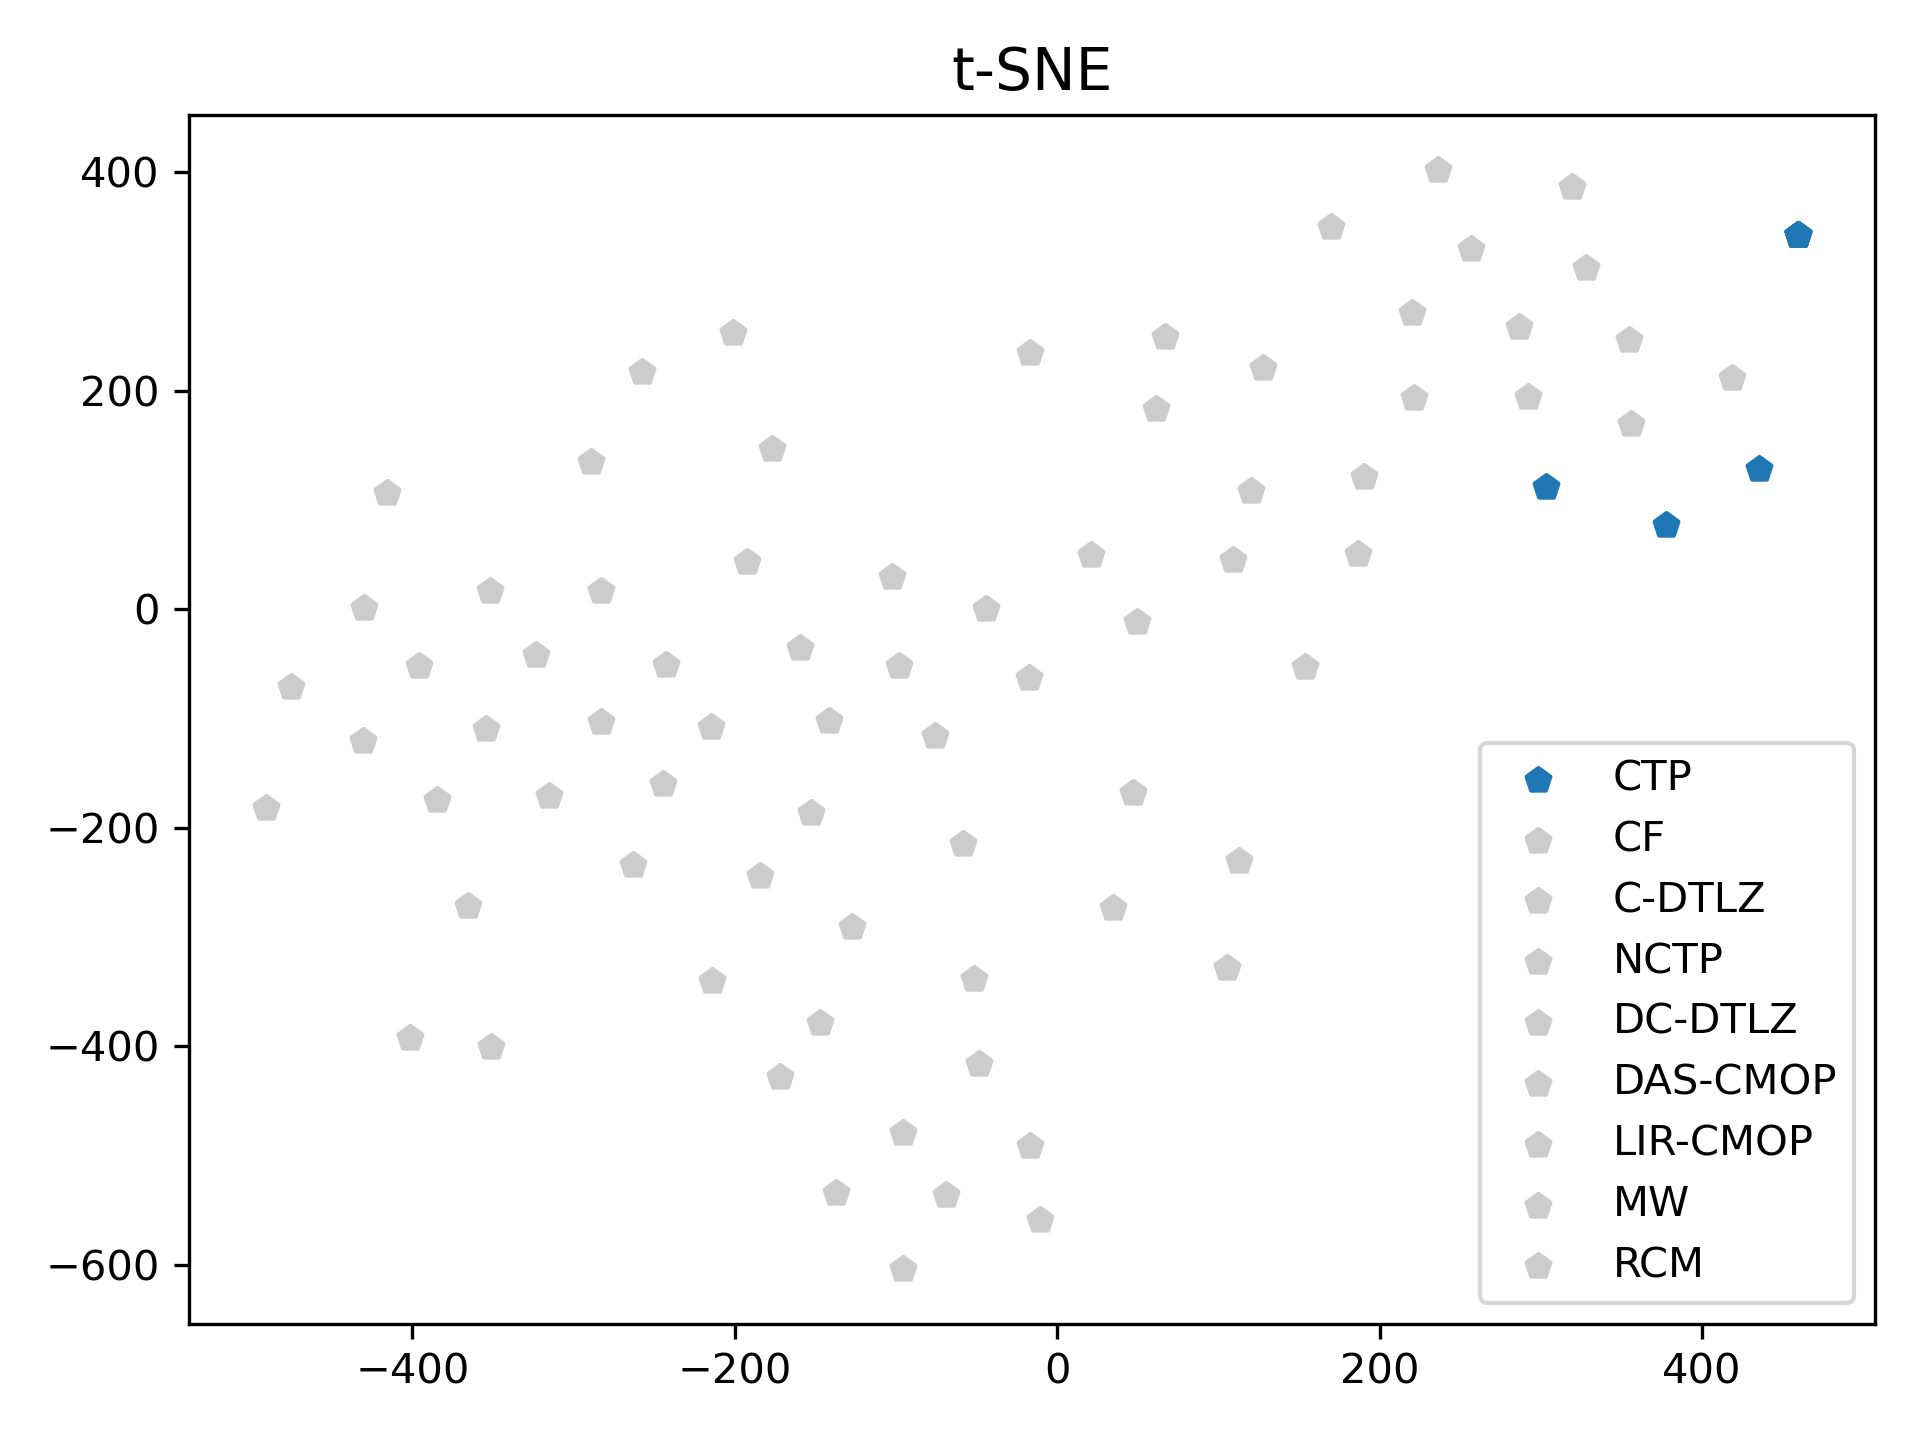 t-SNE
400
200
0
−200
−400
−600
−400 −200 0 200 400
CTP
CF
C-DTLZ
NCTP
DC-DTLZ
DAS-CMOP
LIR-CMOP
MW
RCM